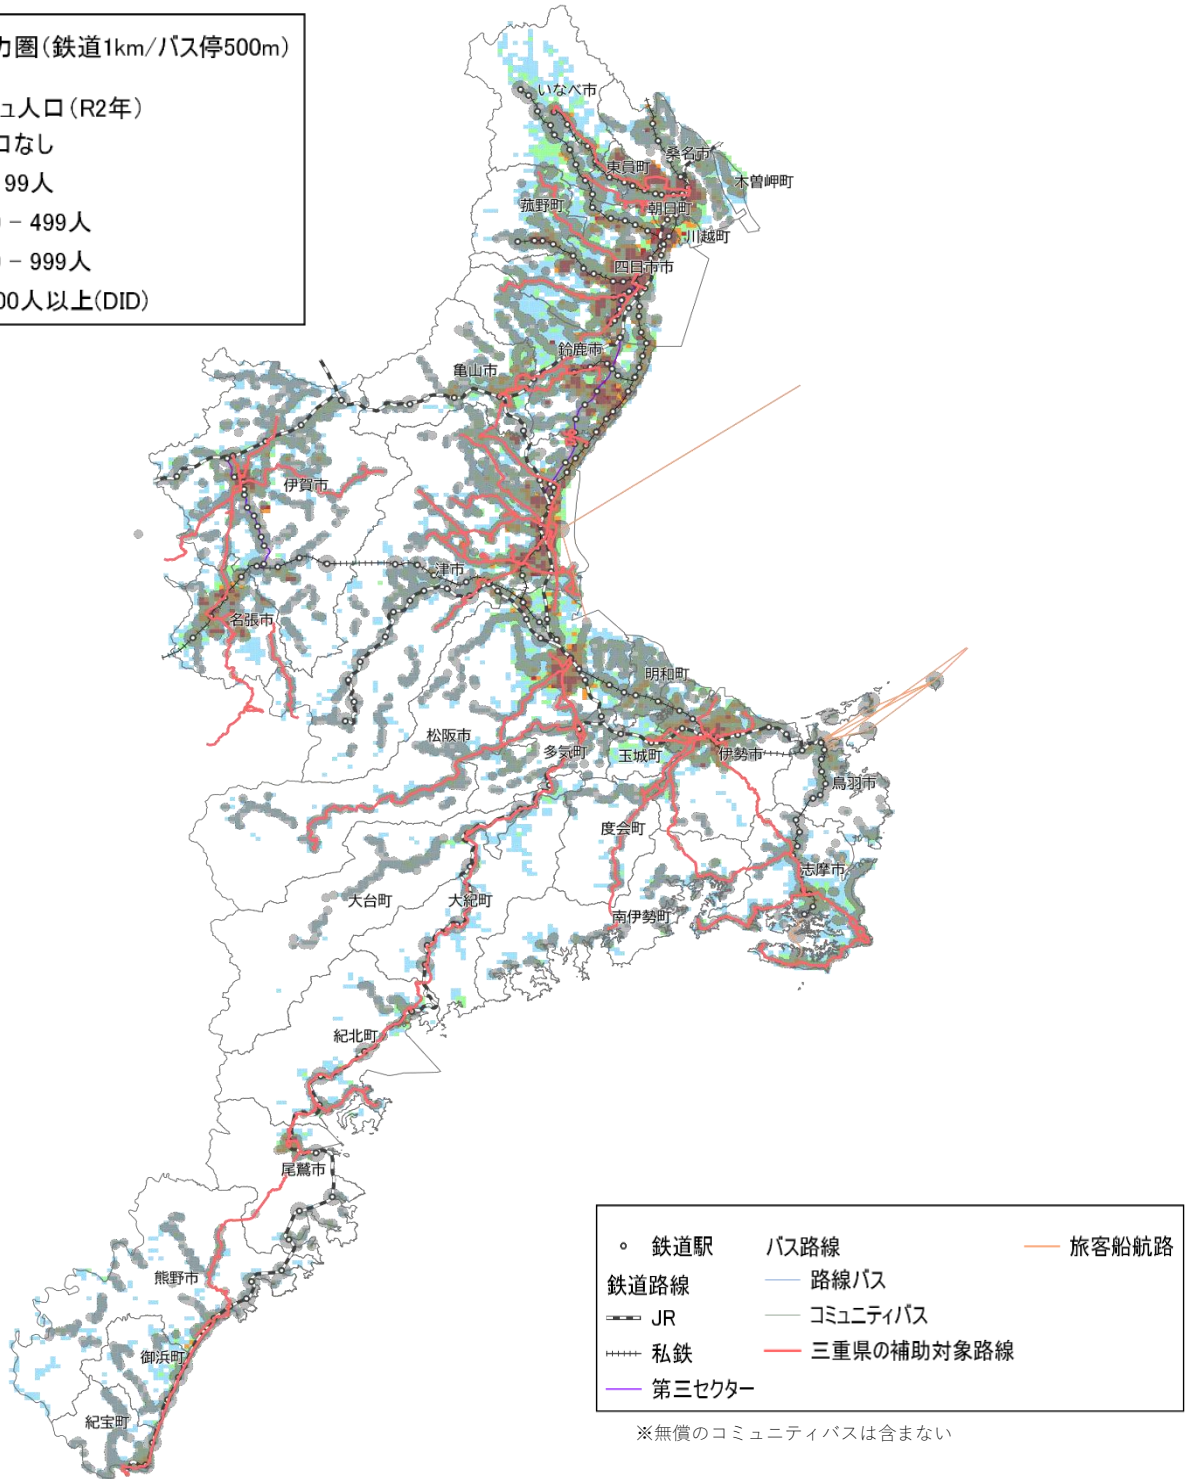 圏(鉄道1km/バス停500m)
人口(R2年)
なし
99人
- 499人
- 999人
00人以上(DID)
いなべ市
桑名市
東員町
木曽岬町
菰野町
朝日町
川越町
四日市市
鈴鹿市
亀山市
伊賀市
津市
名張市
明和町
松阪市
多気町
玉城町
伊勢市
鳥羽市
度会町
志摩市
大台町
大紀町
南伊勢町
紀北町
尾鷲市
熊野市
御浜町
紀宝町
鉄道駅
鉄道路線
JR
私鉄
第三セクター
バス路線
路線バス
コミュニティバス
三重県の補助対象路線
旅客船航路
※無償のコミュニティバスは含まない